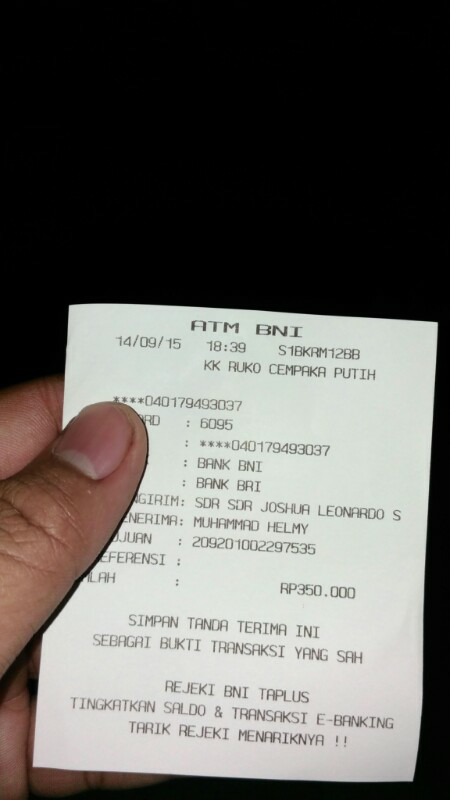 ATM BNI
14/09/15 18:39 S1BKRM12BB
KK RUKO CEMPAKA PUTIH
****040179493037
RD : 6095
: ****040179493037
: BANK BNI
: BANK BRI
NGIRIM: SDR SDR JOSHUA LEONARDO S
ENERIMA: MUHAMMAD HELMY
JUAN : 209201002297535
EFERENSI :
LAH : RP350.000
SIMPAN TANDA TERIMA INI
SEBAGAI BUKTI TRANSAKSI YANG SAH
REJEKI BNI TAPLUS
TINGKATKAN SALDO & TRANSAKSI E-BANKING
TARIK REJEKI MENARIKNYA !!